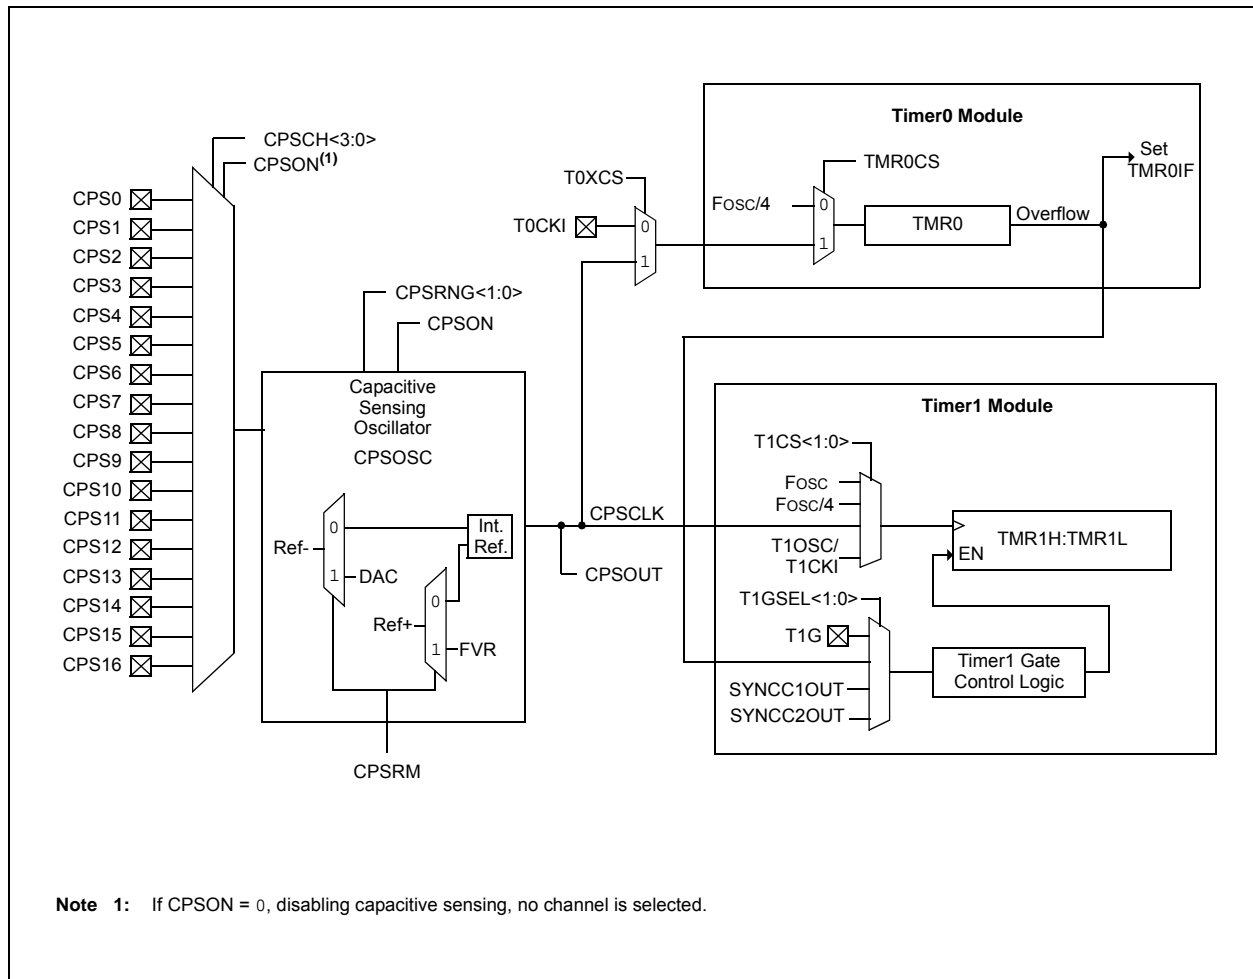 CPSCH<3:0>
CPSON(1)
CPS0
CPS1
CPS2
CPS3
CPS4
CPS5
CPS6
CPS7
CPS8
CPS9
CPS10
CPS11
CPS12
CPS13
CPS14
CPS15
CPS16
CPSRNG<1:0>
CPSON
Capacitive
Sensing
Oscillator
CPSOSC
0
Ref-
1
DAC
Int.
Ref.
0
Ref+
1
FVR
CPSRM
CPSCLK
CPSOUT
T0XCS
T0CKI
0
1
Timer0 Module
TMR0CS
FOSC/4
0
1
TMR0
Overflow
Set
TMR0IF
Timer1 Module
T1CS<1:0>
FOSC
FOSC/4
T1OSC/
T1CKI
TMR1H:TMR1L
EN
T1GSEL<1:0>
T1G
SYNCC1OUT
SYNCC2OUT
Timer1 Gate
Control Logic
Note 1: If CPSON = 0, disabling capacitive sensing, no channel is selected.